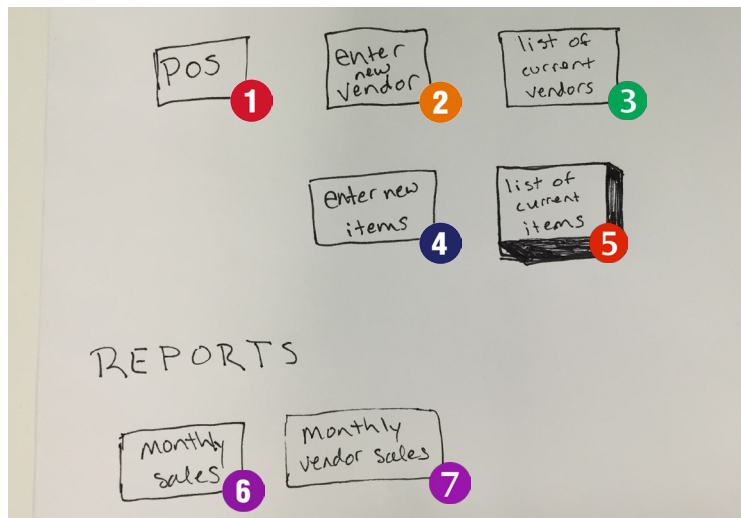 POS
1
enter
new
vendor
2
list of
current
vendors
3
enter new
items
4
list of
current
items
5
REPORTS
monthly
sales
6
monthly
vendor sales
7